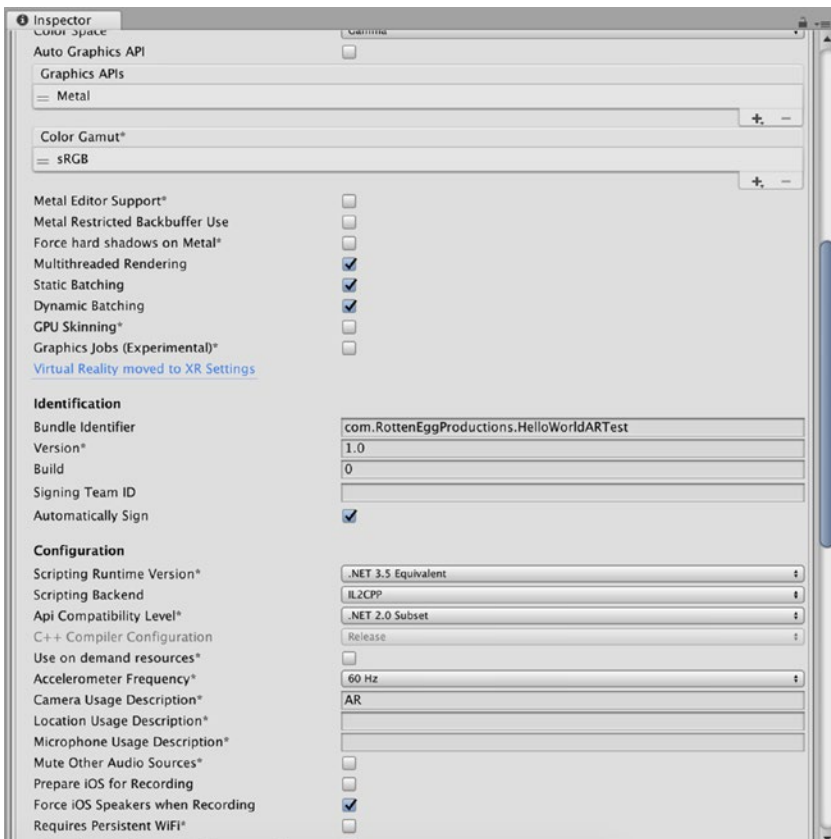 Inspector
Color Space Gamma
Auto Graphics API
Graphics APIs
Metal
Color Gamut*
sRGB
Metal Editor Support*
Metal Restricted Backbuffer Use
Force hard shadows on Metal*
Multithreaded Rendering
Static Batching
Dynamic Batching
GPU Skinning*
Graphics Jobs (Experimental)*
Virtual Reality moved to XR Settings
Identification
Bundle Identifier com.RottenEggProductions.HelloWorldARTest
Version* 1.0
Build 0
Signing Team ID
Automatically Sign
Configuration
Scripting Runtime Version* .NET 3.5 Equivalent
Scripting Backend IL2CPP
Api Compatibility Level* .NET 2.0 Subset
C++ Compiler Configuration Release
Use on demand resources*
Accelerometer Frequency* 60 Hz
Camera Usage Description* AR
Location Usage Description*
Microphone Usage Description*
Mute Other Audio Sources*
Prepare iOS for Recording
Force iOS Speakers when Recording
Requires Persistent WiFi*